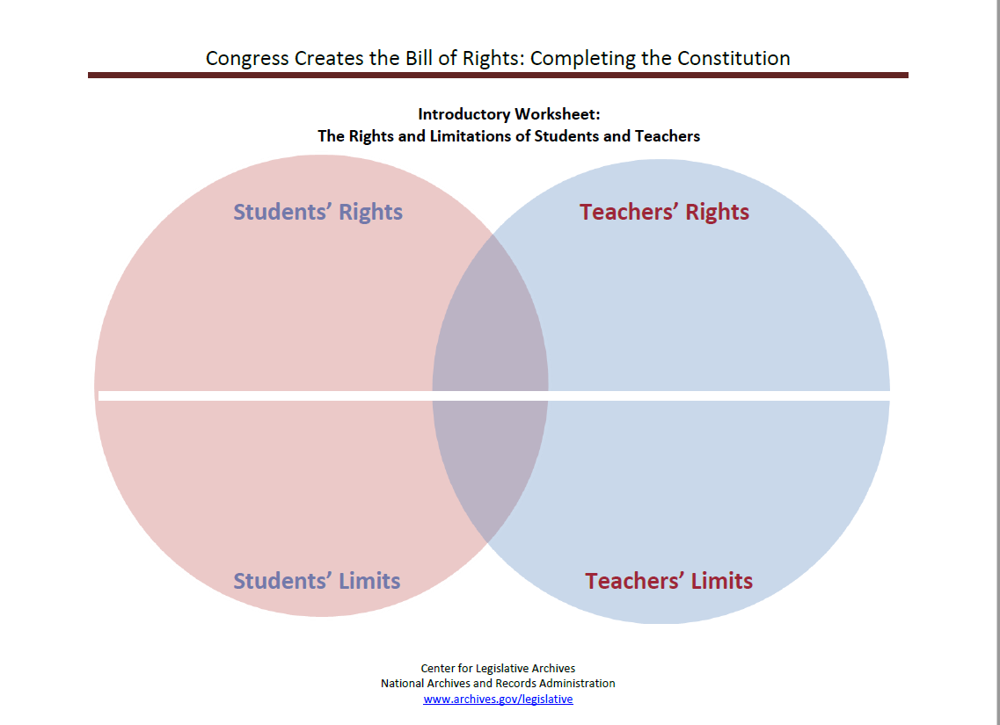 Congress Creates the Bill of Rights: Completing the Constitution
Introductory Worksheet:
The Rights and Limitations of Students and Teachers
Students’ Rights
Teachers’ Rights
Students’ Limits
Teachers’ Limits
Center for Legislative Archives
National Archives and Records Administration
www.archives.gov/legislative